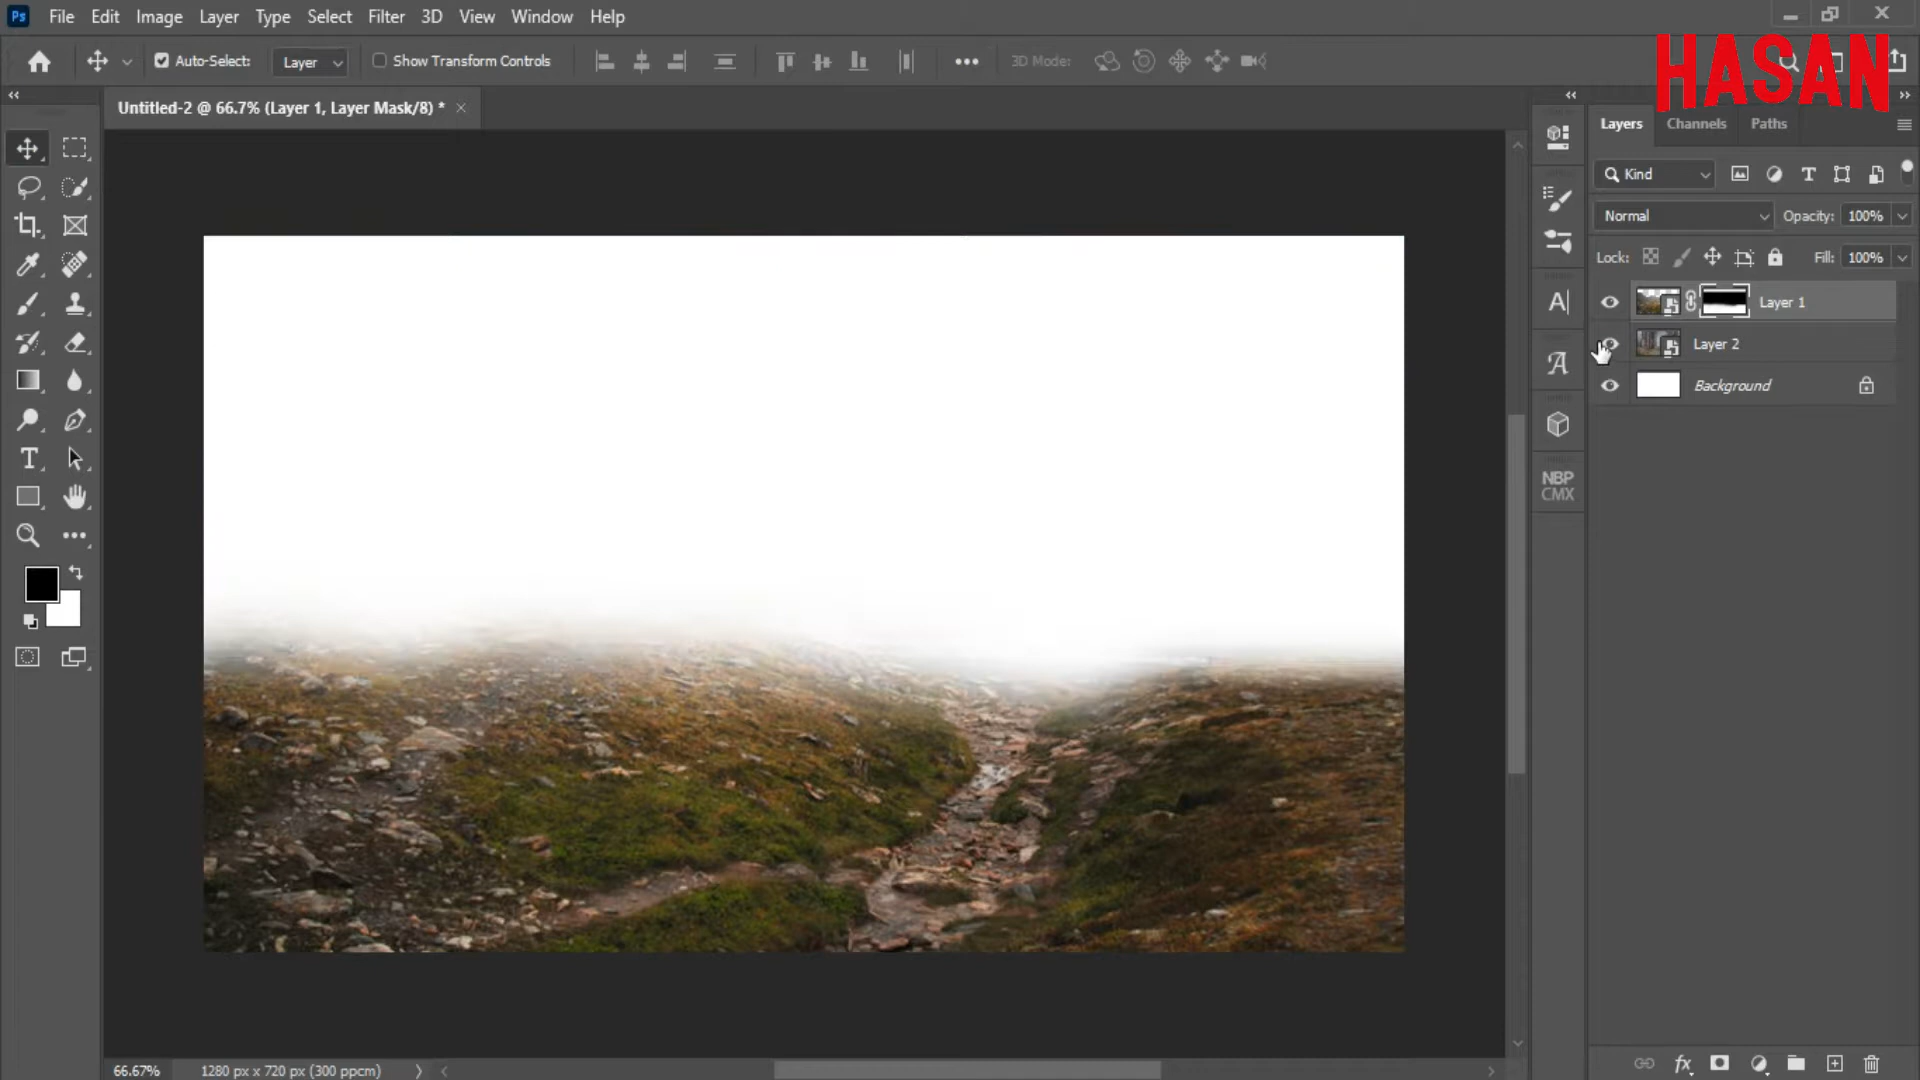 Ps File Edit Image Layer Type Select Filter 3D View Window Help
Auto-Select: Layer Show Transform Controls 3D Mode:
HASAN
Untitled-2 @ 66.7% (Layer 1, Layer Mask/8) *
Layers Channels Paths
Kind
Normal Opacity: 100%
Lock: Fill: 100%
Layer 1
Layer 2
Background
NBP
CMX
66.67% 1280 px x 720 px (300 ppcm)